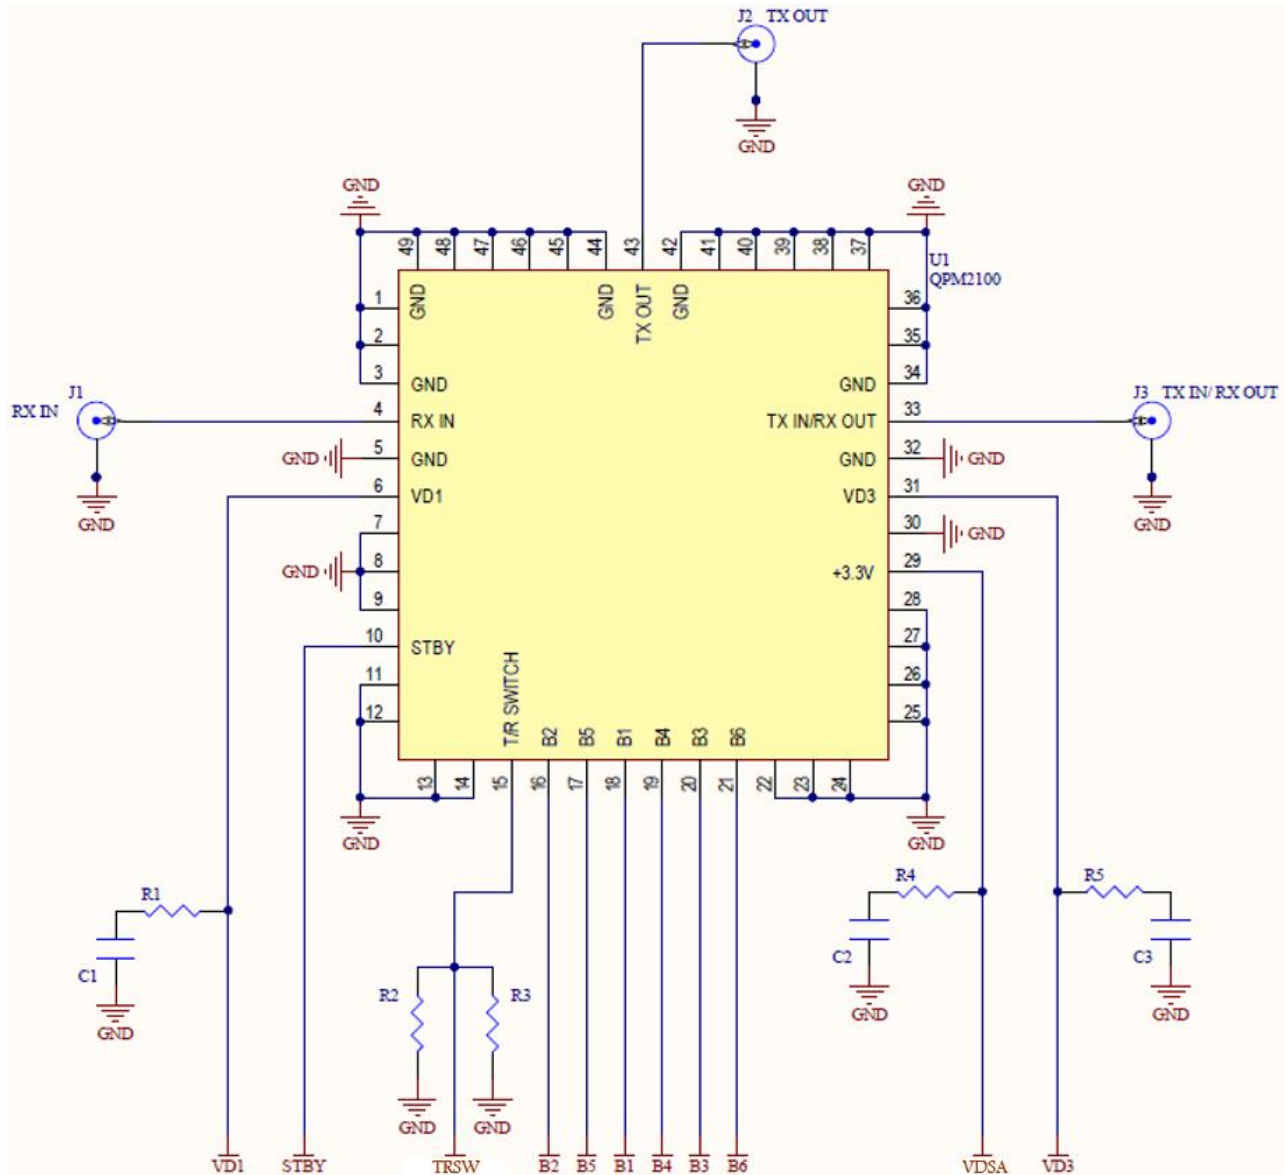 J2 TX OUT
GND
GND
GND
49
48
47
46
45
44
43
42
41
40
39
38
37
U1
QPM2100
GND
GND
TX OUT
GND
1
36
2
35
3 GND
GND 34
J1
RX IN
4 RX IN
TX IN/RX OUT 33
J3 TX IN/RX OUT
GND 5 GND
GND 32 GND
6 VD1
VD3 31
GND
GND
7
30 GND
GND 8
+3.3V 29
9
28
10 STBY
27
11
26
12
25
T/R SWITCH
B2
B5
B1
B4
B3
B6
13
14
15
16
17
18
19
20
21
22
23
24
GND
GND
R1
R4
R5
C1
C2
C3
GND
GND
GND
R2
R3
GND
GND
VD1
STBY
TRSW
B2
B5
B1
B4
B3
B6
VDSA
VD3